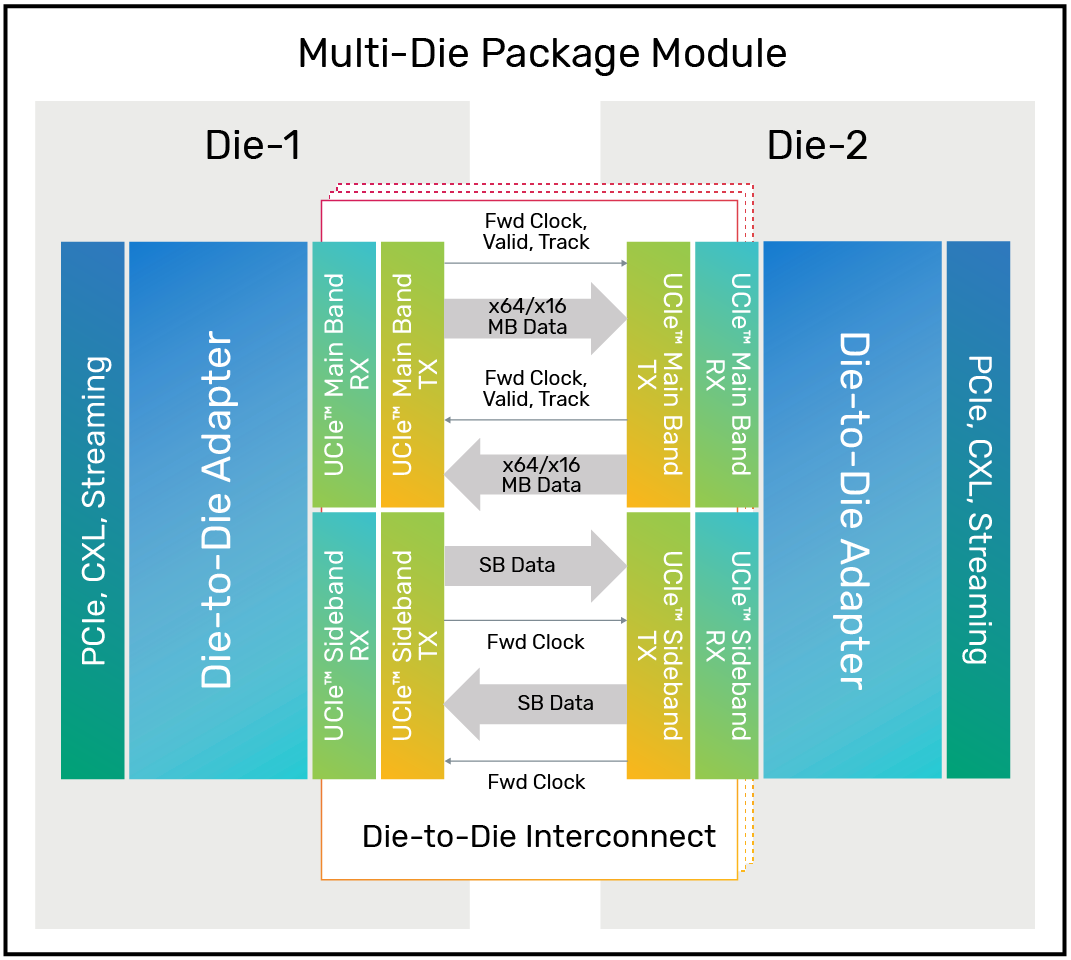 Multi-Die Package Module
Die-1
Die-2
PCIe, CXL, Streaming
Die-to-Die Adapter
UCIe™ Main Band
RX
UCIe™ Main Band
TX
UCIe™ Sideband
RX
UCIe™ Sideband
TX
Fwd Clock,
Valid, Track
x64/x16
MB Data
Fwd Clock,
Valid, Track
x64/x16
MB Data
SB Data
Fwd Clock
SB Data
Fwd Clock
UCIe™ Main Band
TX
UCIe™ Main Band
RX
UCIe™ Sideband
TX
UCIe™ Sideband
RX
Die-to-Die Adapter
PCIe, CXL, Streaming
Die-to-Die Interconnect